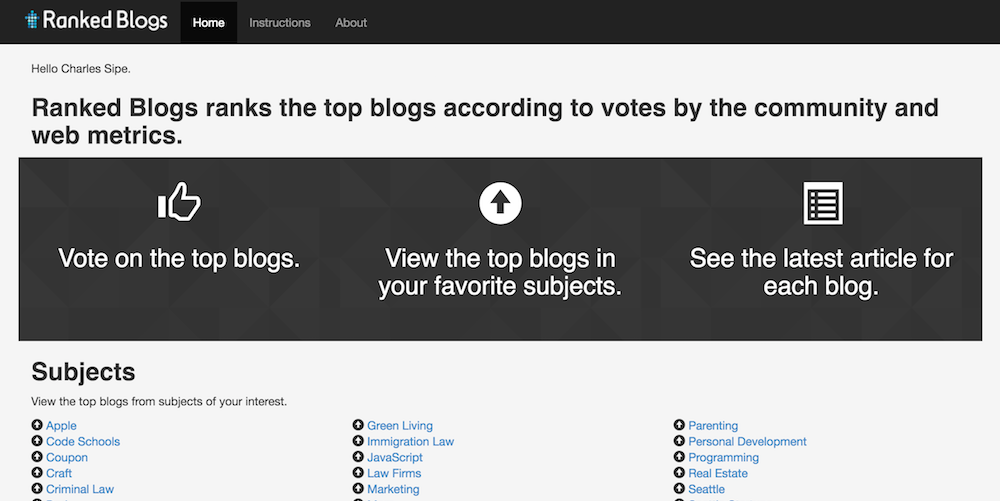 Ranked Blogs Home Instructions About
Hello Charles Sipe.
Ranked Blogs ranks the top blogs according to votes by the community and
web metrics.
Vote on the top blogs.
View the top blogs in
your favorite subjects.
See the latest article for
each blog.
Subjects
View the top blogs from subjects of your interest.
Apple
Code Schools
Coupon
Craft
Criminal Law
Green Living
Immigration Law
JavaScript
Law Firms
Marketing
Parenting
Personal Development
Programming
Real Estate
Seattle